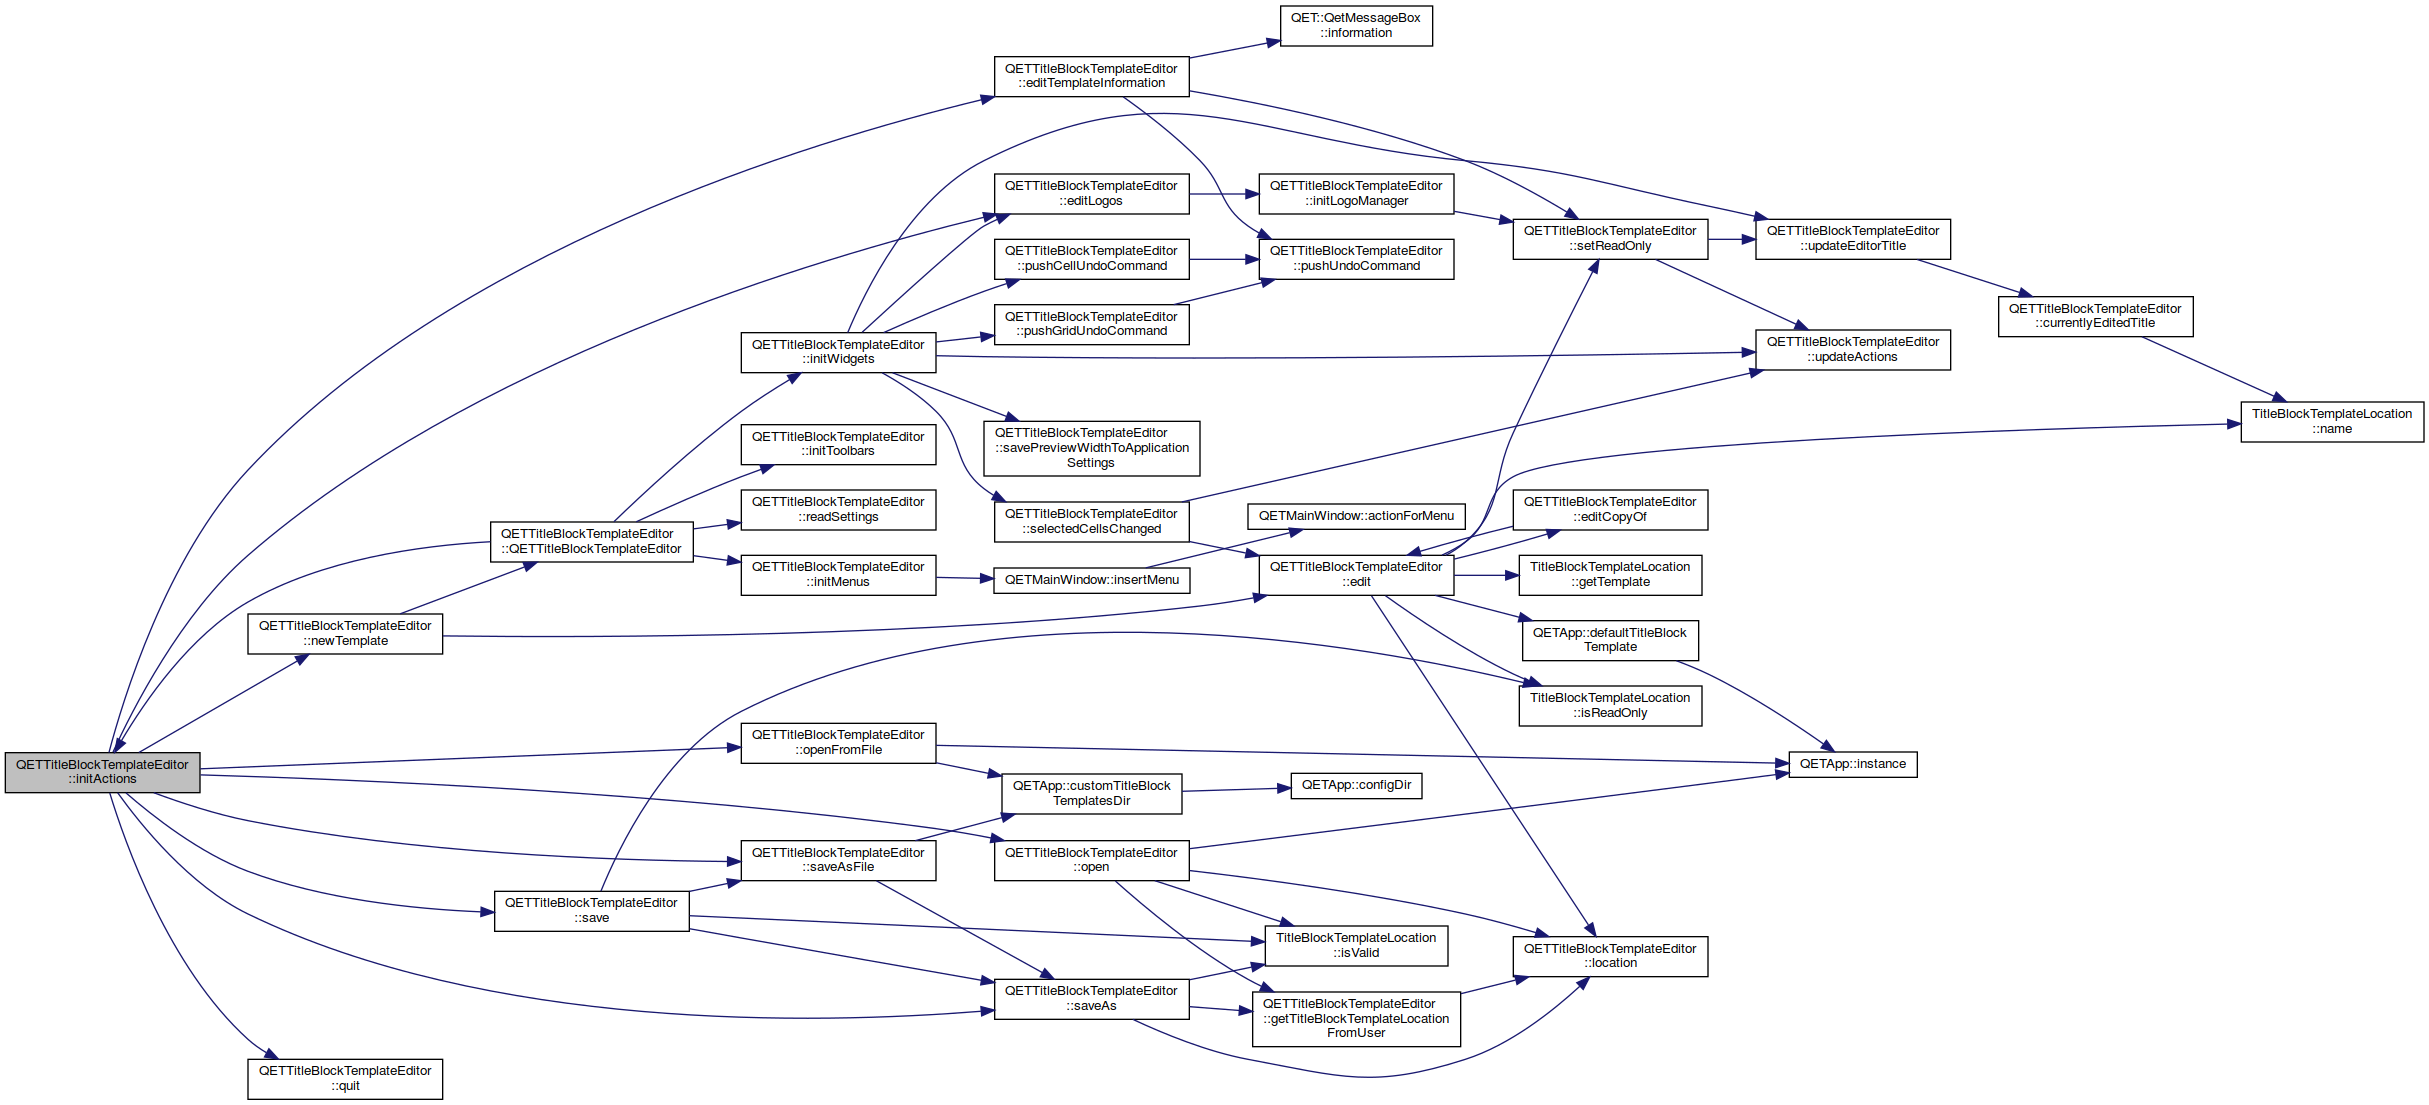 QET::QetMessageBox
::information
QETTitleBlockTemplateEditor
::editTemplateInformation
QETTitleBlockTemplateEditor
::editLogos
QETTitleBlockTemplateEditor
::initLogoManager
QETTitleBlockTemplateEditor
::setReadOnly
QETTitleBlockTemplateEditor
::updateEditorTitle
QETTitleBlockTemplateEditor
::pushCellUndoCommand
QETTitleBlockTemplateEditor
::pushUndoCommand
QETTitleBlockTemplateEditor
::currentlyEditedTitle
QETTitleBlockTemplateEditor
::pushGridUndoCommand
QETTitleBlockTemplateEditor
::initWidgets
QETTitleBlockTemplateEditor
::updateActions
TitleBlockTemplateLocation
::name
QETTitleBlockTemplateEditor
::initToolbars
QETTitleBlockTemplateEditor
::savePreviewWidthToApplication
Settings
QETTitleBlockTemplateEditor
::readSettings
QETTitleBlockTemplateEditor
::selectedCellsChanged
QETMainWindow::actionForMenu
QETTitleBlockTemplateEditor
::editCopyOf
QETTitleBlockTemplateEditor
::QETTitleBlockTemplateEditor
QETTitleBlockTemplateEditor
::initMenus
QETMainWindow::insertMenu
QETTitleBlockTemplateEditor
::edit
TitleBlockTemplateLocation
::getTemplate
QETTitleBlockTemplateEditor
::newTemplate
QETApp::defaultTitleBlock
Template
TitleBlockTemplateLocation
::isReadOnly
QETTitleBlockTemplateEditor
::openFromFile
QETTitleBlockTemplateEditor
::initActions
QETApp::instance
QETApp::customTitleBlock
TemplatesDir
QETApp::configDir
QETTitleBlockTemplateEditor
::saveAsFile
QETTitleBlockTemplateEditor
::open
QETTitleBlockTemplateEditor
::save
TitleBlockTemplateLocation
::isValid
QETTitleBlockTemplateEditor
::location
QETTitleBlockTemplateEditor
::saveAs
QETTitleBlockTemplateEditor
::getTitleBlockTemplateLocation
FromUser
QETTitleBlockTemplateEditor
::quit